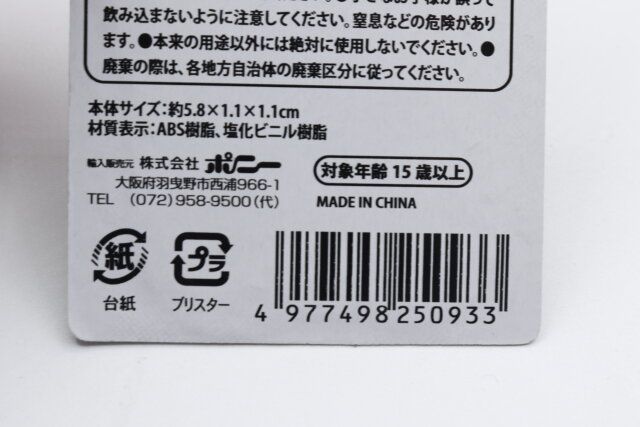 飲み込まないように注意してください。窒息などの危険があり
ます。●本来の用途以外には絶対に使用しないでください。●
廃棄の際は、各地方自治体の廃棄区分に従ってください。
本体サイズ：約5.8×1.1×1.1cm
材質表示：ABS樹脂、塩化ビニル樹脂
輸入販売元 株式会社 ポニー
大阪府羽曳野市西浦966-1
TEL (072)958-9500(代)
対象年齢 15歳以上
MADE IN CHINA
紙
台紙
プラ
ブリスター
4 977498 250933